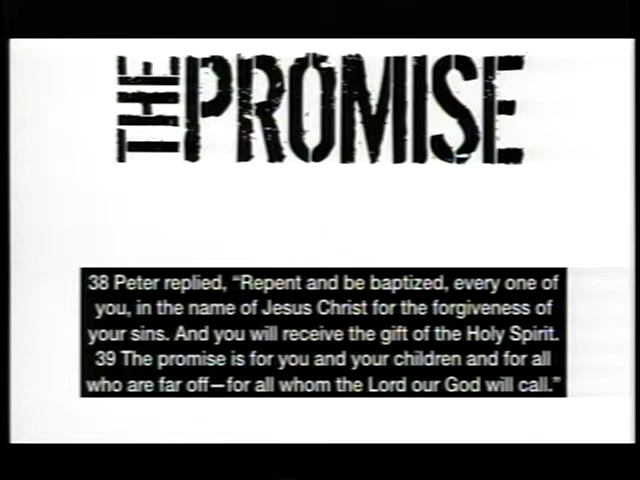 THE PROMISE
38 Peter replied, “Repent and be baptized, every one of
you, in the name of Jesus Christ for the forgiveness of
your sins. And you will receive the gift of the Holy Spirit.
39 The promise is for you and your children and for all
who are far off—for all whom the Lord our God will call.”